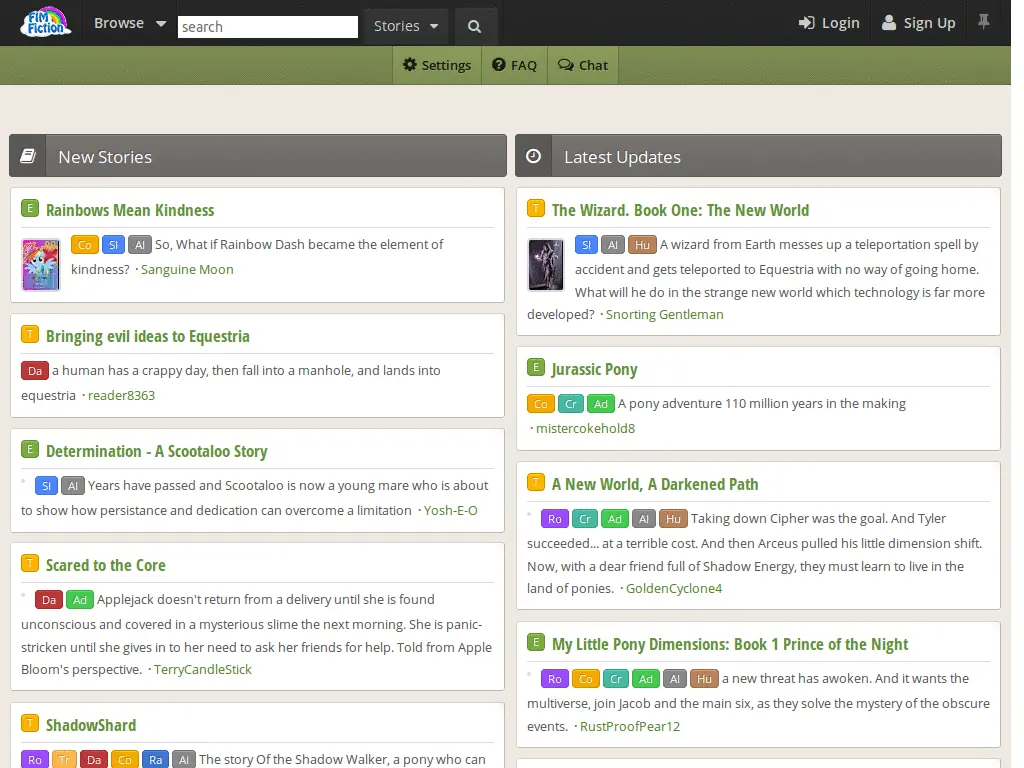 FiM Fiction
Browse
search
Stories
Login
Sign Up
Settings
FAQ
Chat
New Stories
E Rainbows Mean Kindness
Co Sl Al So, What if Rainbow Dash became the element of
kindness? · Sanguine Moon
T Bringing evil ideas to Equestria
Da a human has a crappy day, then fall into a manhole, and lands into
equestria · reader8363
E Determination - A Scootaloo Story
Sl Al Years have passed and Scootaloo is now a young mare who is about
to show how persistance and dedication can overcome a limitation · Yosh-E-O
T Scared to the Core
Da Ad Applejack doesn't return from a delivery until she is found
unconscious and covered in a mysterious slime the next morning. She is panic-
stricken until she gives in to her need to ask her friends for help. Told from Apple
Bloom's perspective. · TerryCandleStick
T ShadowShard
Ro Tr Da Co Ra Al The story Of the Shadow Walker, a pony who can
Latest Updates
T The Wizard. Book One: The New World
Sl Al Hu A wizard from Earth messes up a teleportation spell by
accident and gets teleported to Equestria with no way of going home.
What will he do in the strange new world which technology is far more
developed? · Snorting Gentleman
E Jurassic Pony
Co Cr Ad A pony adventure 110 million years in the making
· mistercokehold8
T A New World, A Darkened Path
Ro Cr Ad Al Hu Taking down Cipher was the goal. And Tyler
succeeded... at a terrible cost. And then Arceus pulled his little dimension shift.
Now, with a dear friend full of Shadow Energy, they must learn to live in the
land of ponies. · GoldenCyclone4
E My Little Pony Dimensions: Book 1 Prince of the Night
Ro Co Cr Ad Al Hu a new threat has awoken. And it wants the
multiverse, join Jacob and the main six, as they solve the mystery of the obscure
events. · RustProofPear12